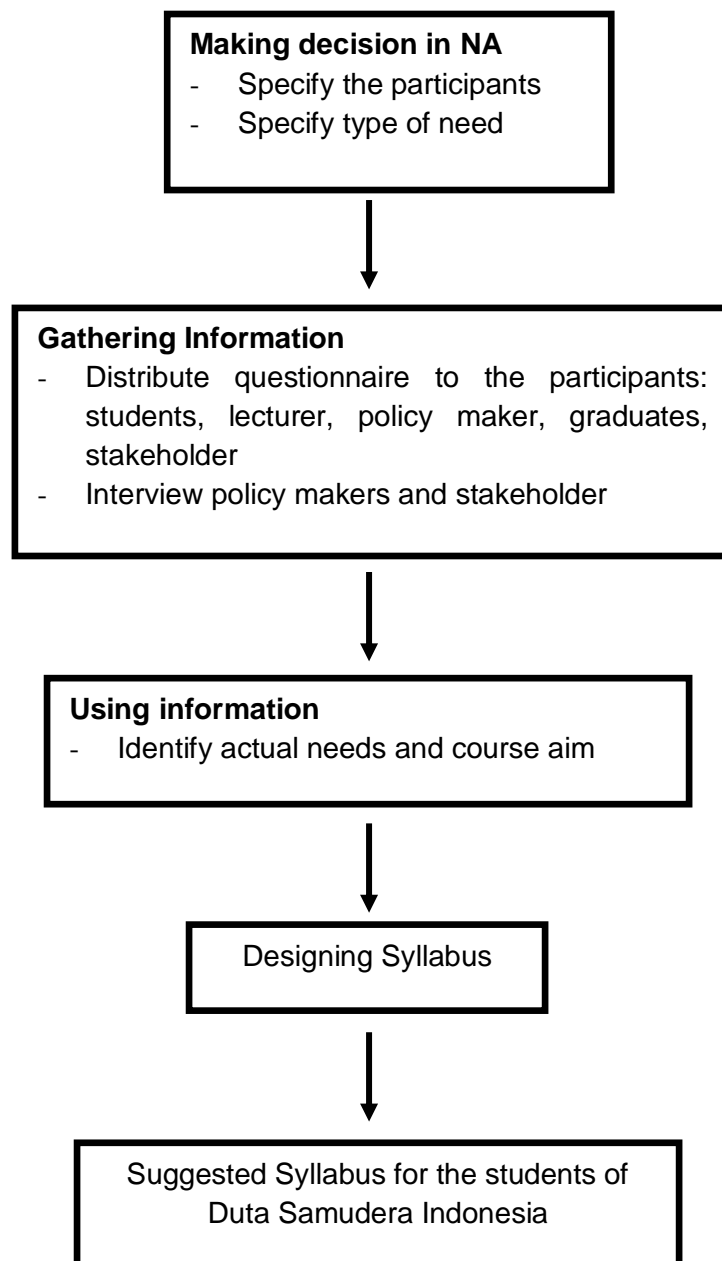 Making decision in NA
- Specify the participants
- Specify type of need
Gathering Information
- Distribute questionnaire to the participants:
students, lecturer, policy maker, graduates,
stakeholder
- Interview policy makers and stakeholder
Using information
- Identify actual needs and course aim
Designing Syllabus
Suggested Syllabus for the students of
Duta Samudera Indonesia